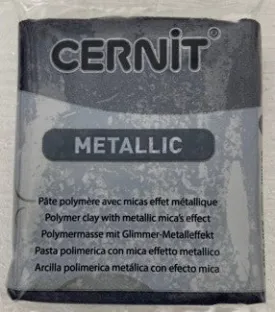 CERNiT®
METALLIC
Pâte polymère avec micas effet métallique
Polymer clay with metallic mica's effect
Polymermasse mit Glimmer-Metalleffekt
Pasta polimerica con mica effetto metallico
Arcilla polimerica metálica con efecto mica